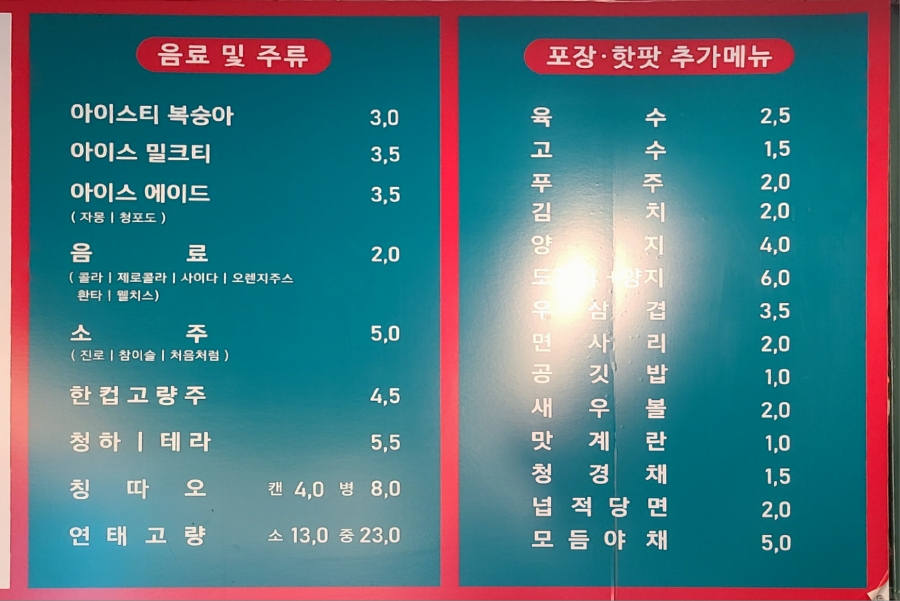 음료 및 주류
아이스티 복숭아 3,0
아이스 밀크티 3,5
아이스 에이드 3,5
( 자몽 | 청포도 )
음 료 2,0
( 콜라 | 제로콜라 | 사이다 | 오렌지주스
환타 | 웰치스)
소 주 5,0
( 진로 | 참이슬 | 처음처럼 )
한 컵 고 량 주 4,5
청 하 | 테 라 5,5
칭 따 오 캔 4,0 병 8,0
연 태 고 량 소 13,0 중 23,0
포장·핫팟 추가메뉴
육 수 2,5
고 수 1,5
푸 주 2,0
김 치 2,0
양 지 4,0
+양지 6,0
우 삼 겹 3,5
면 사 리 2,0
공 깃 밥 1,0
새 우 볼 2,0
맛 계 란 1,0
청 경 채 1,5
넙 적 당 면 2,0
모 듬 야 채 5,0